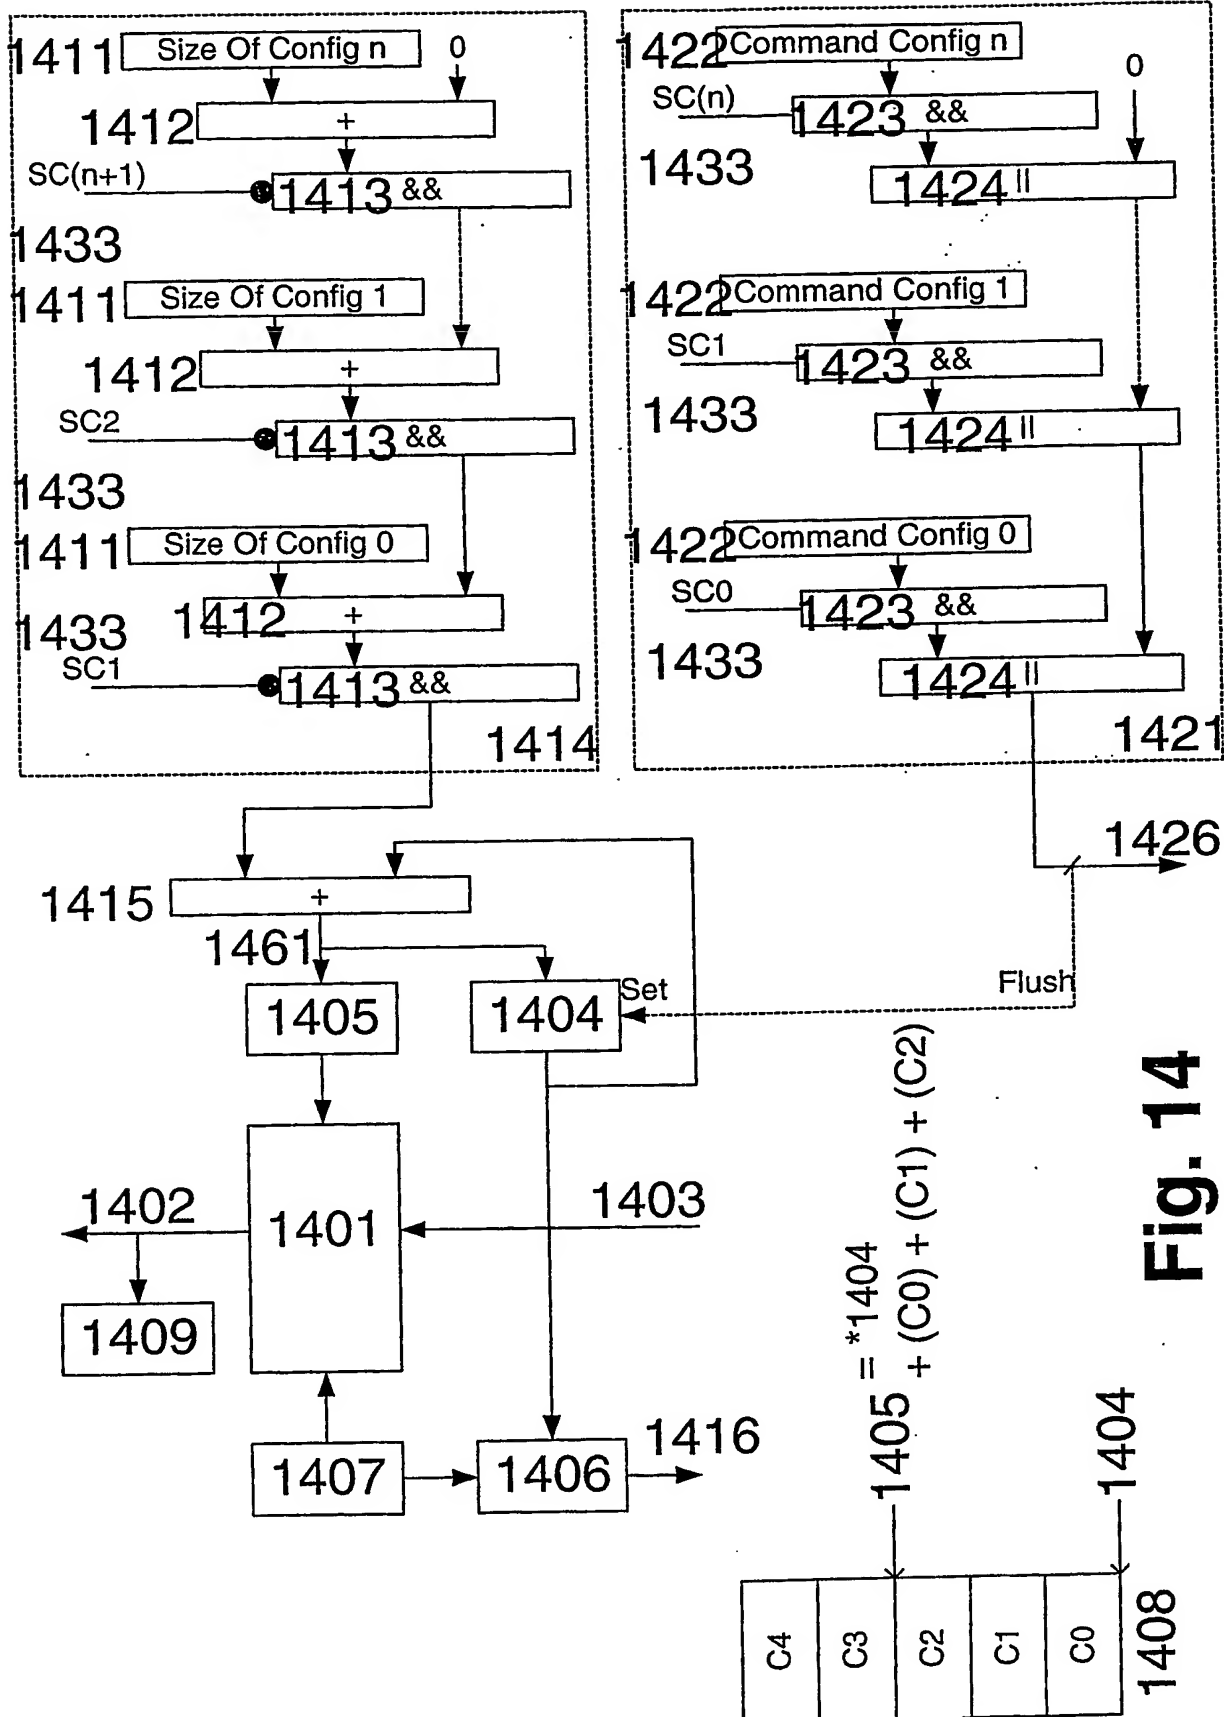 1411 Size Of Config n 0
1412 +
SC(n+1) 1413 &&
1433
1411 Size Of Config 1
1412 +
SC2 1413 &&
1433
1411 Size Of Config 0
1412 +
1433
SC1 1413 &&
1414
1422 Command Config n
0
SC(n) 1423 &&
1433 1424 ||
1422 Command Config 1
SC1 1423 &&
1433 1424 ||
1422 Command Config 0
SC0 1423 &&
1433 1424 ||
1421
1426
1415 +
1461
1405
1404 Set
Flush
1402
1401
1403
1409
1407
1406
1416
1405 = *1404
+ (C0) + (C1) + (C2)
1404
C4 C3 C2 C1 C0
1408
Fig. 14